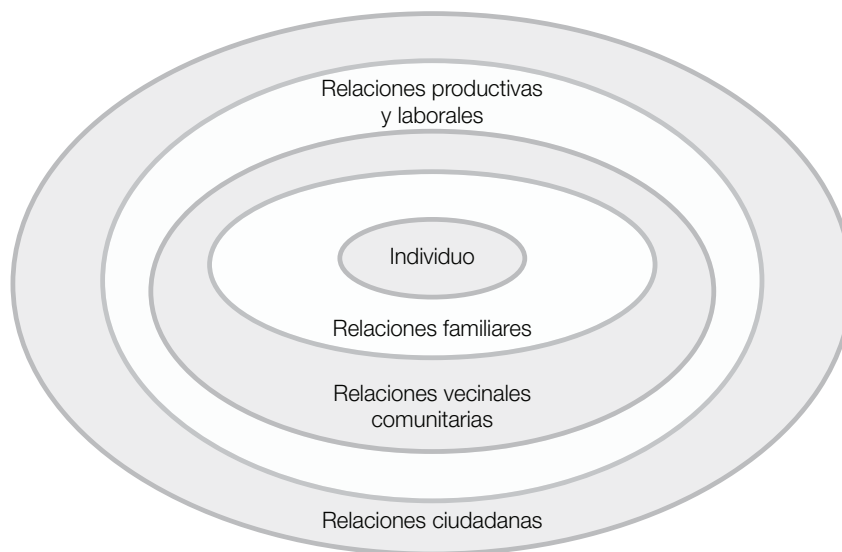 Relaciones productivas
y laborales
Individuo
Relaciones familiares
Relaciones vecinales
comunitarias
Relaciones ciudadanas